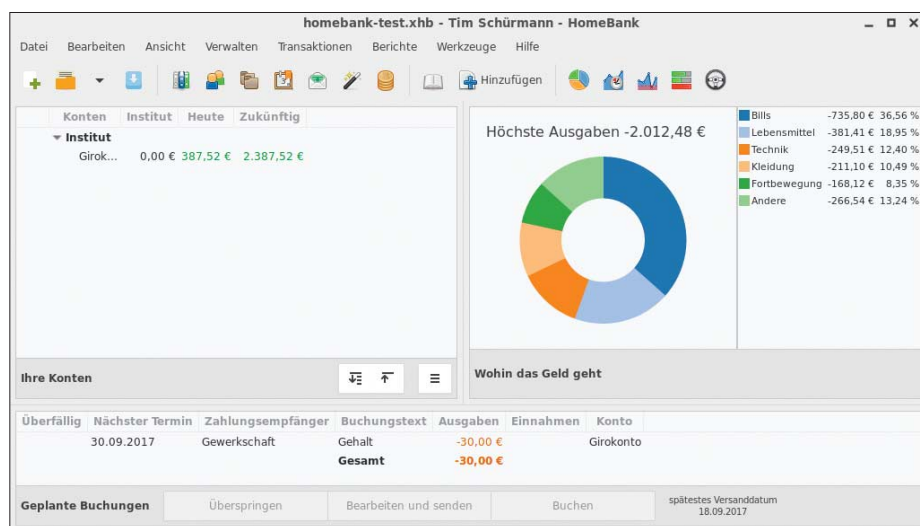 homebank-test.xhb - Tim Schürmann - HomeBank
Datei Bearbeiten Ansicht Verwalten Transaktionen Berichte Werkzeuge Hilfe
Hinzufügen
Konten Institut Heute Zukünftig
Institut
Girok... 0,00 € 387,52 € 2.387,52 €
Ihre Konten
Höchste Ausgaben -2.012,48 €
Bills -735,80 € 36,56 %
Lebensmittel -381,41 € 18,95 %
Technik -249,51 € 12,40 %
Kleidung -211,10 € 10,49 %
Fortbewegung -168,12 € 8,35 %
Andere -266,54 € 13,24 %
Wohin das Geld geht
Überfällig Nächster Termin Zahlungsempfänger Buchungstext Ausgaben Einnahmen Konto
30.09.2017 Gewerkschaft Gehalt -30,00 € Girokonto
Gesamt -30,00 €
Geplante Buchungen Überspringen Bearbeiten und senden Buchen
spätestes Versanddatum
18.09.2017